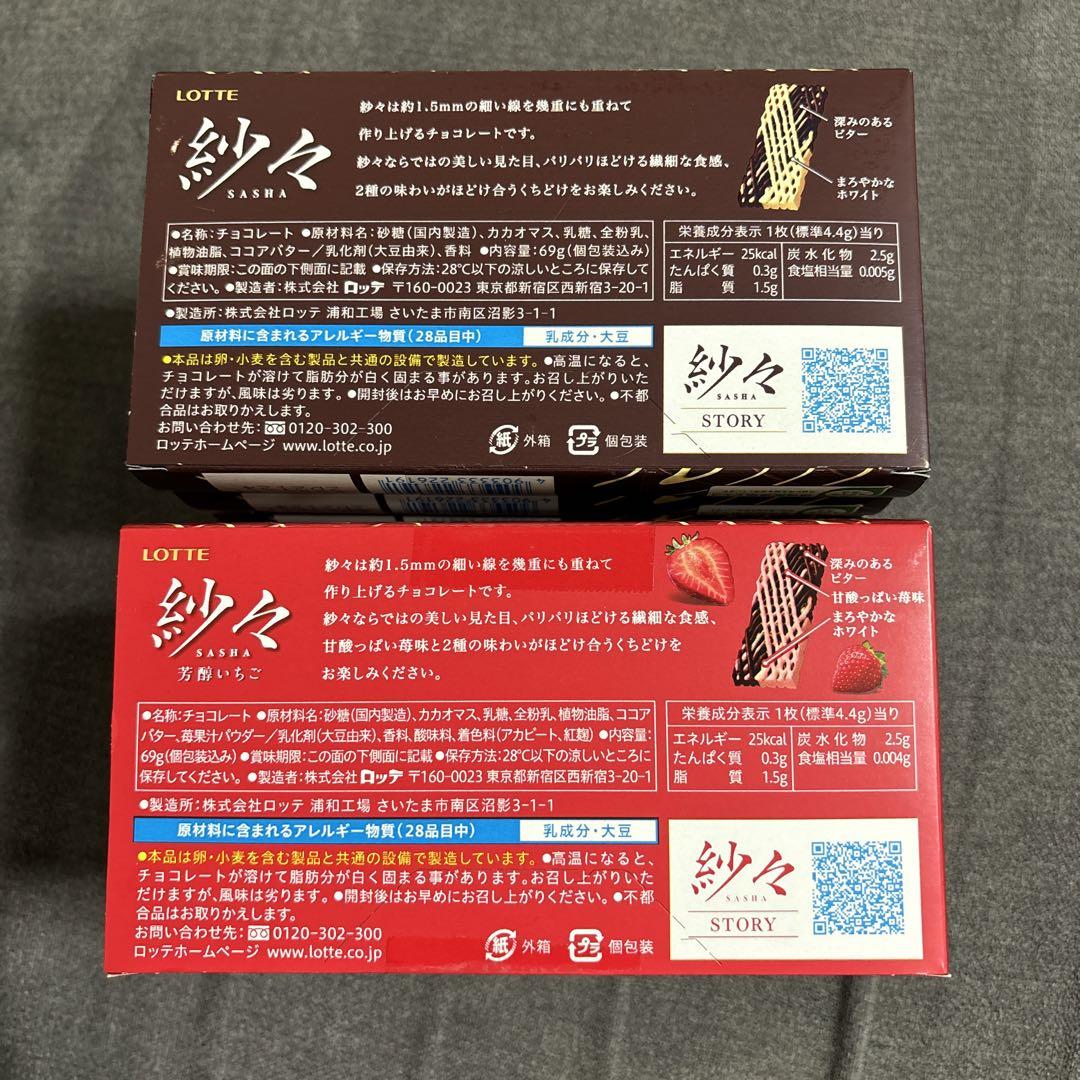 LOTTE
紗々
SASHA
紗々は約1.5mmの細い線を幾重にも重ねて
作り上げるチョコレートです。
紗々ならではの美しい見た目、パリパリほどける繊細な食感、
2種の味わいがほどけ合うくちどけをお楽しみください。
深みのある
ビター
まろやかな
ホワイト
●名称:チョコレート ●原材料名:砂糖(国内製造)、カカオマス、乳糖、全粉乳、
植物油脂、ココアバター/乳化剤(大豆由来)、香料 ●内容量:69g(個包装込み)
●賞味期限:この面の下側面に記載 ●保存方法:28℃以下の涼しいところに保存して
ください。 ●製造者:株式会社 ロッテ 〒160-0023 東京都新宿区西新宿3-20-1
●製造所:株式会社ロッテ 浦和工場 さいたま市南区沼影3-1-1
栄養成分表示 1枚(標準4.4g)当り
エネルギー 25kcal 炭水化物 2.5g
たんぱく質 0.3g 食塩相当量 0.005g
脂質 1.5g
原材料に含まれるアレルギー物質(28品目中) 乳成分・大豆
●本品は卵・小麦を含む製品と共通の設備で製造しています。 ●高温になると、
チョコレートが溶けて脂肪分が白く固まる事があります。お召し上がりいた
だけますが、風味は劣ります。 ●開封後はお早めにお召し上がりください。 ●不都
合品はお取りかえします。
お問い合わせ先: 0120-302-300
ロッテホームページ www.lotte.co.jp
紙 外箱 プラ 個包装
紗々
SASHA
STORY
LOTTE
紗々
SASHA
芳醇いちご
紗々は約1.5mmの細い線を幾重にも重ねて
作り上げるチョコレートです。
紗々ならではの美しい見た目、パリパリほどける繊細な食感、
甘酸っぱい苺味と2種の味わいがほどけ合うくちどけを
お楽しみください。
深みのある
ビター
甘酸っぱい苺味
まろやかな
ホワイト
●名称:チョコレート ●原材料名:砂糖(国内製造)、カカオマス、乳糖、全粉乳、植物油脂、ココア
バター、苺果汁パウダー/乳化剤(大豆由来)、香料、酸味料、着色料(アカビート、紅麹) ●内容量:
69g(個包装込み) ●賞味期限:この面の下側面に記載 ●保存方法:28℃以下の涼しいところに
保存してください。 ●製造者:株式会社 ロッテ 〒160-0023 東京都新宿区西新宿3-20-1
●製造所:株式会社ロッテ 浦和工場 さいたま市南区沼影3-1-1
栄養成分表示 1枚(標準4.4g)当り
エネルギー 25kcal 炭水化物 2.5g
たんぱく質 0.3g 食塩相当量 0.004g
脂質 1.5g
原材料に含まれるアレルギー物質(28品目中) 乳成分・大豆
●本品は卵・小麦を含む製品と共通の設備で製造しています。 ●高温になると、
チョコレートが溶けて脂肪分が白く固まる事があります。お召し上がりいた
だけますが、風味は劣ります。 ●開封後はお早めにお召し上がりください。 ●不都
合品はお取りかえします。
お問い合わせ先: 0120-302-300
ロッテホームページ www.lotte.co.jp
紙 外箱 プラ 個包装
紗々
SASHA
STORY